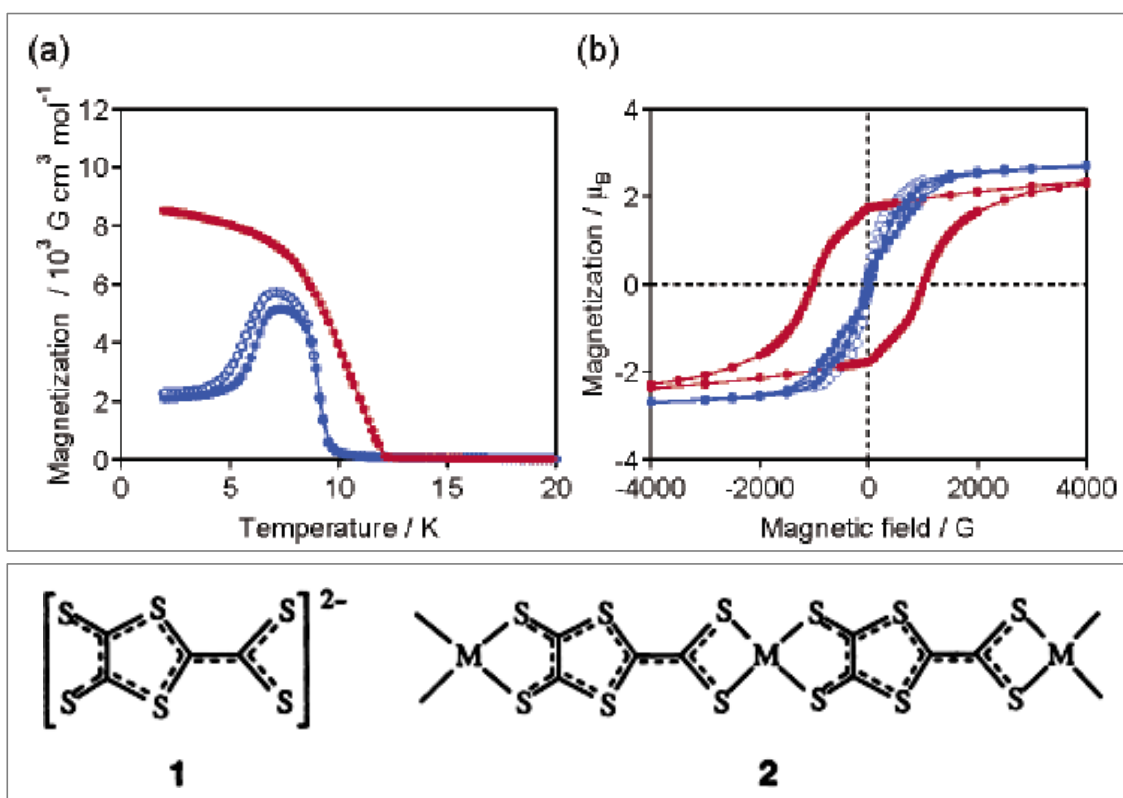 (a)
Magnetization / 10³ G cm³ mol⁻¹
12
10
8
6
4
2
0
0 5 10 15 20
Temperature / K
(b)
Magnetization / μB
4
2
0
-2
-4
-4000 -2000 0 2000 4000
Magnetic field / G
S S S
S S S
2−
1
S S S S S S
M M M
S S S S S S
2